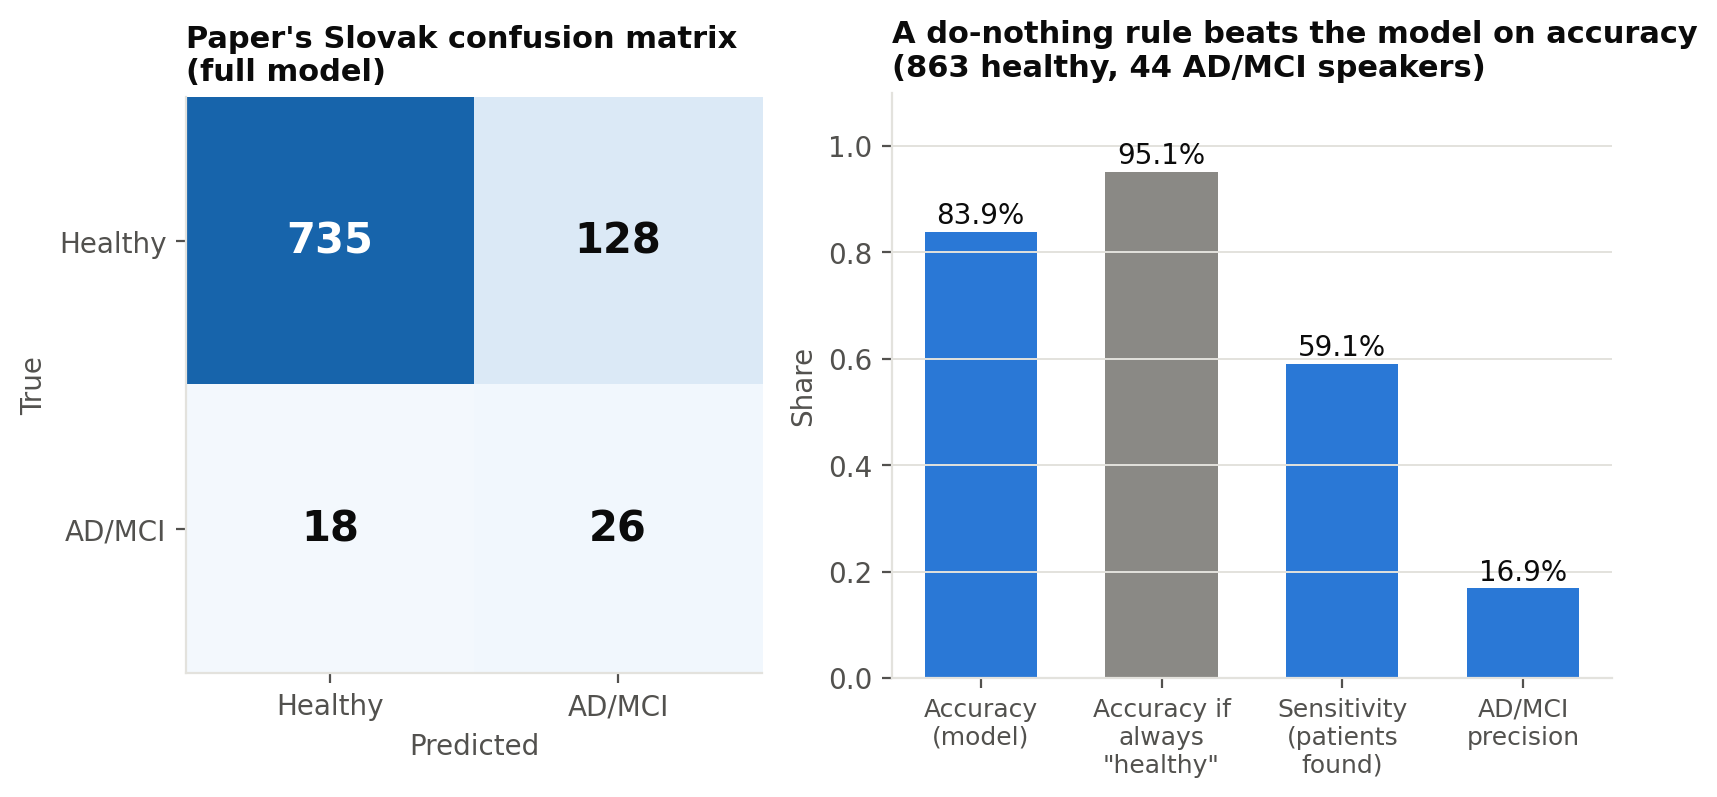 Paper's Slovak confusion matrix
(full model)
True
Healthy
AD/MCI
735
128
18
26
Healthy
AD/MCI
Predicted
A do-nothing rule beats the model on accuracy
(863 healthy, 44 AD/MCI speakers)
Share
1.0
0.8
0.6
0.4
0.2
0.0
83.9%
95.1%
59.1%
16.9%
Accuracy
(model)
Accuracy if
always
"healthy"
Sensitivity
(patients
found)
AD/MCI
precision